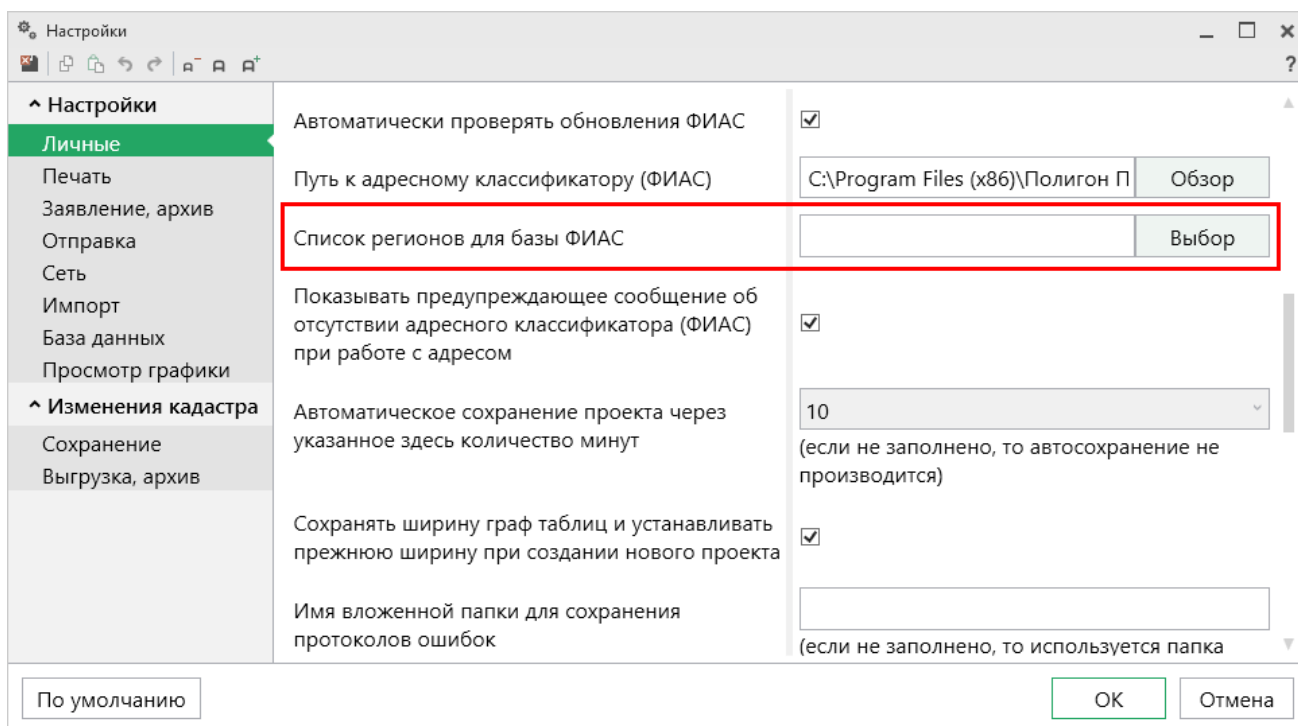 Настройки
?
Настройки
Личные
Печать
Заявление, архив
Отправка
Сеть
Импорт
База данных
Просмотр графики
Изменения кадастра
Сохранение
Выгрузка, архив
Автоматически проверять обновления ФИАС
Путь к адресному классификатору (ФИАС)
C:\Program Files (x86)\Полигон П
Обзор
Список регионов для базы ФИАС
Выбор
Показывать предупреждающее сообщение об
отсутствии адресного классификатора (ФИАС)
при работе с адресом
Автоматическое сохранение проекта через
указанное здесь количество минут
10
(если не заполнено, то автосохранение не
производится)
Сохранять ширину граф таблиц и устанавливать
прежнюю ширину при создании нового проекта
Имя вложенной папки для сохранения
протоколов ошибок
(если не заполнено, то используется папка
По умолчанию
ОК
Отмена